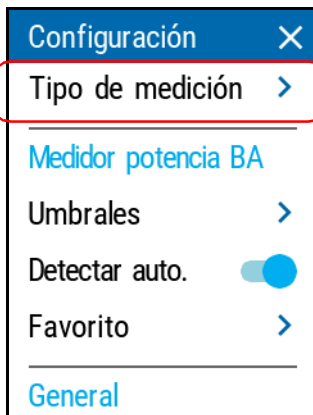 Configuración
Tipo de medición
Medidor potencia BA
Umbrales
Detectar auto.
Favorito
General